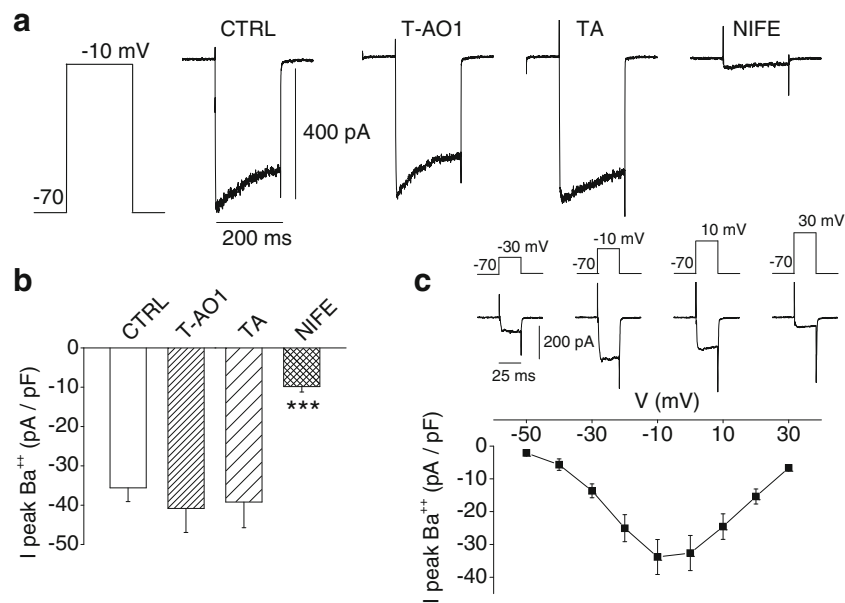 a
-10 mV
-70
CTRL
T-AO1
TA
NIFE
400 pA
200 ms
b
CTRL
T-AO1
TA
NIFE
0
-10
-20
-30
-40
-50
I peak Ba++ (pA / pF)
***
c
-30 mV
-70
-10 mV
-70
10 mV
-70
30 mV
-70
200 pA
25 ms
V (mV)
-50 -30 -10 10 30
0
-10
-20
-30
-40
I peak Ba++ (pA / pF)